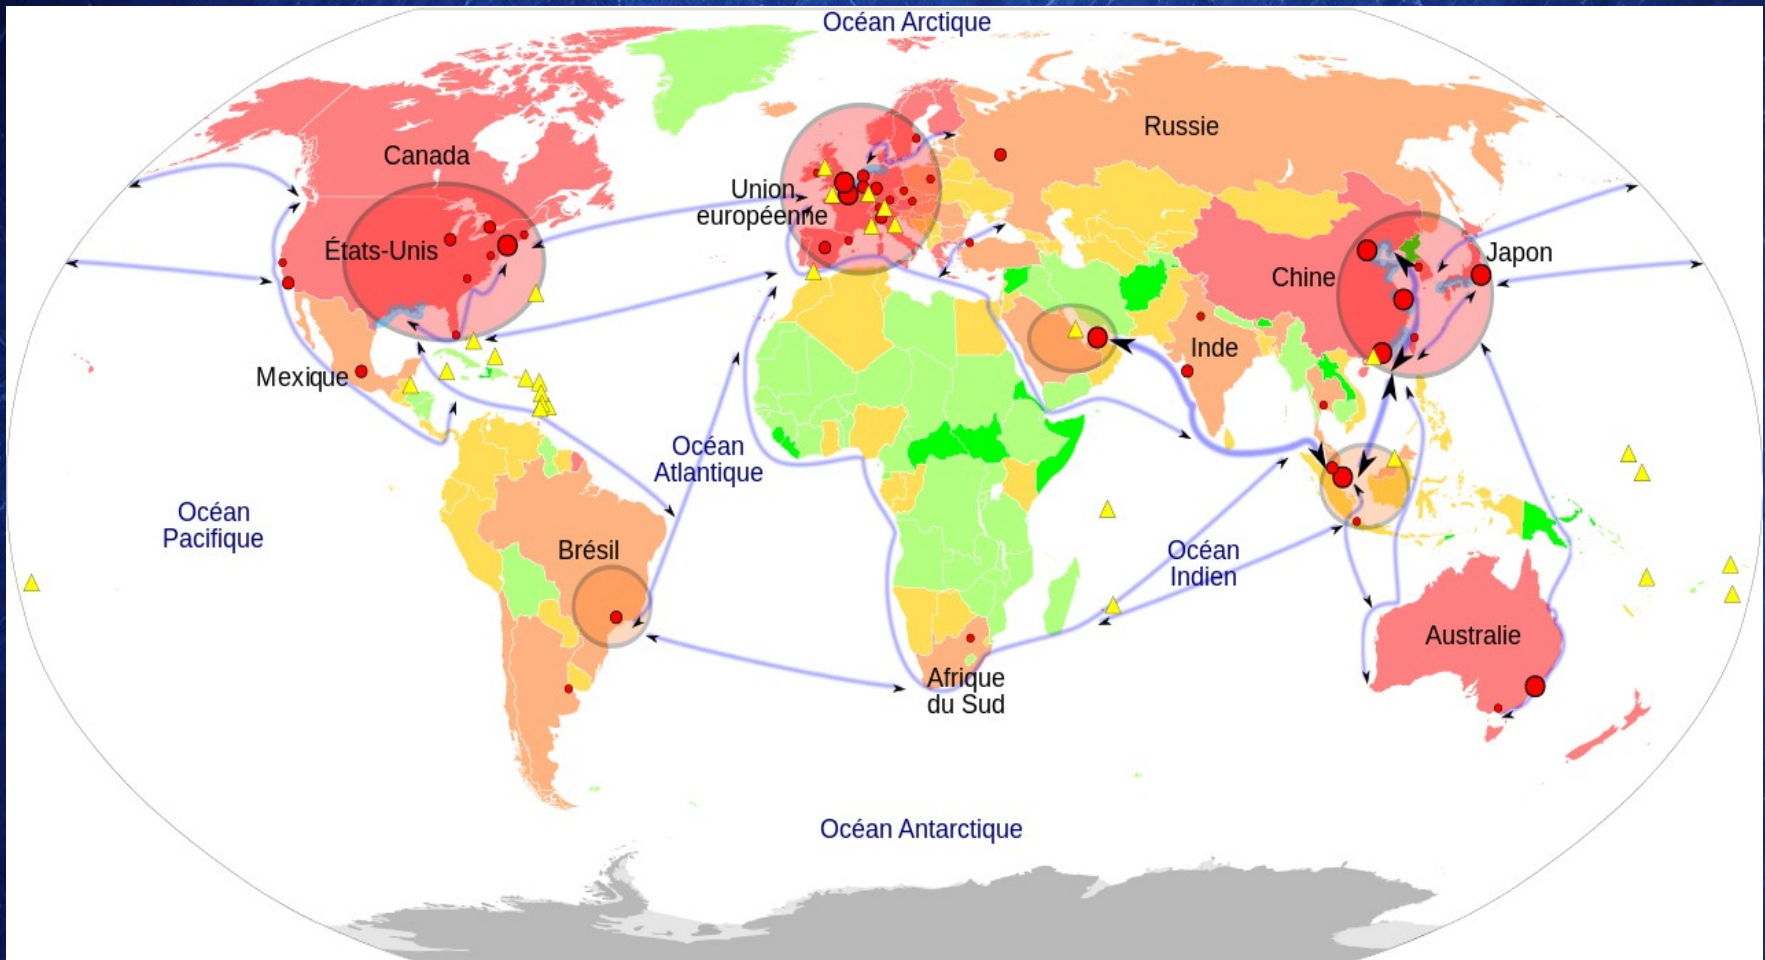 Océan Arctique
Russie
Canada
Union
européenne
États-Unis
Japon
Chine
Inde
Mexique
Océan
Atlantique
Océan
Pacifique
Brésil
Océan
Indien
Australie
Afrique
du Sud
Océan Antarctique